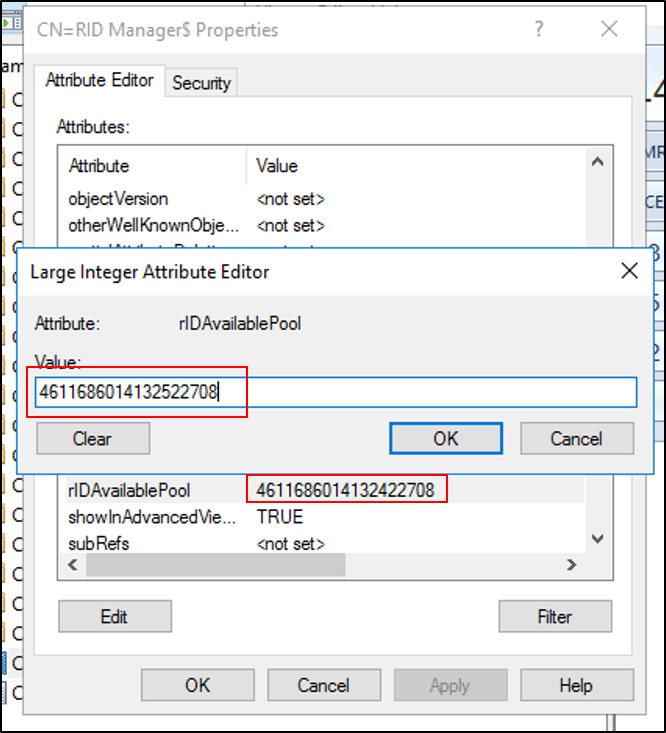 CN=RID Manager$ Properties ?
Attribute Editor Security
Attributes:
Attribute Value
objectVersion <not set>
otherWellKnownObje... <not set>
Large Integer Attribute Editor
Attribute: rIDAvailablePool
Value:
4611686014132522708
Clear OK Cancel
rIDAvailablePool 4611686014132422708
showInAdvancedVie... TRUE
subRefs <not set>
Edit Filter
OK Cancel Apply Help